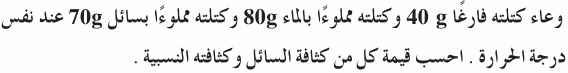 وعاء كتلته فارغًا 40 g وكتلته مملوءًا بالماء 80g وكتلته مملوءًا بسائل 70g عند نفس
درجة الحرارة . احسب قيمة كل من كثافة السائل وكثافته النسبية .